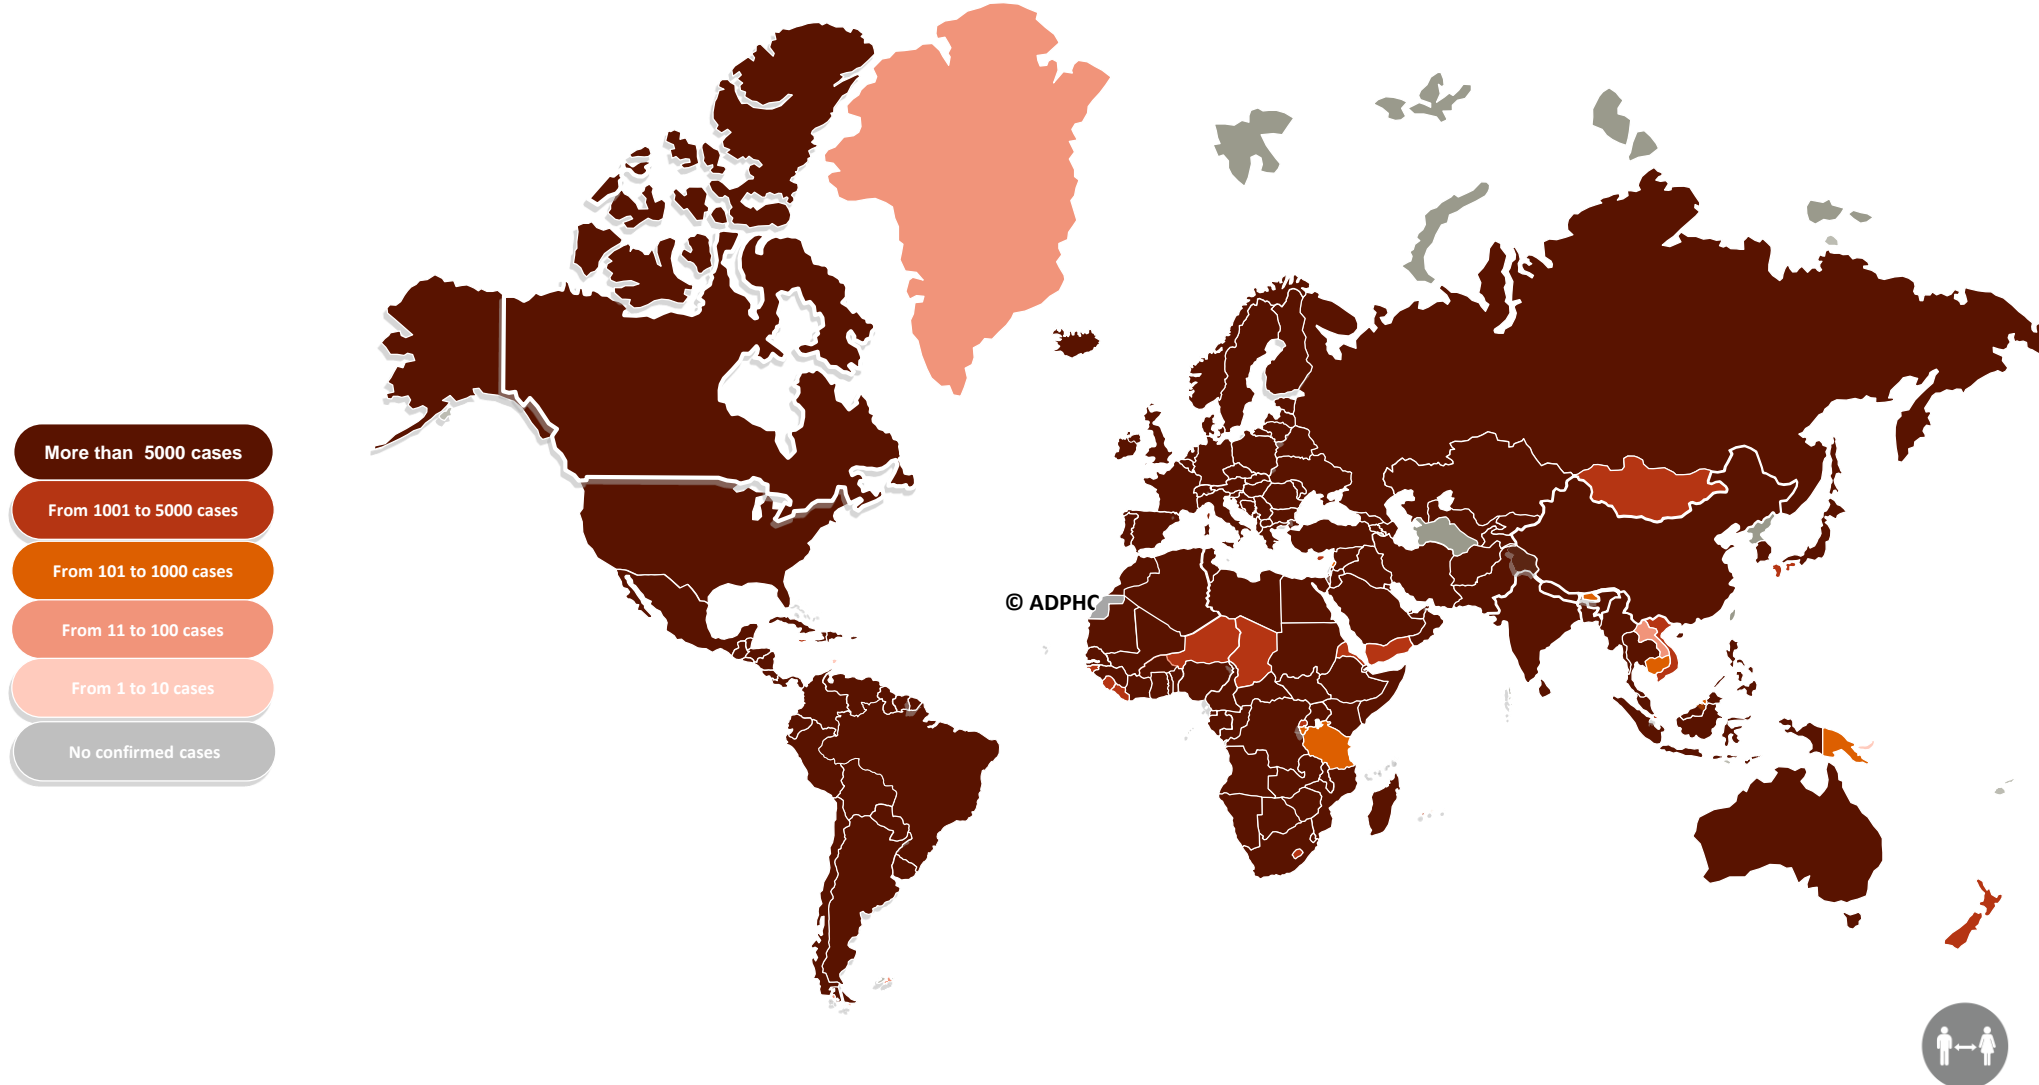 More than  5000 cases
From 1001 to 5000 cases
From 101 to 1000 cases
From 11 to 100 cases
From 1 to 10 cases
No confirmed cases
© ADPHC